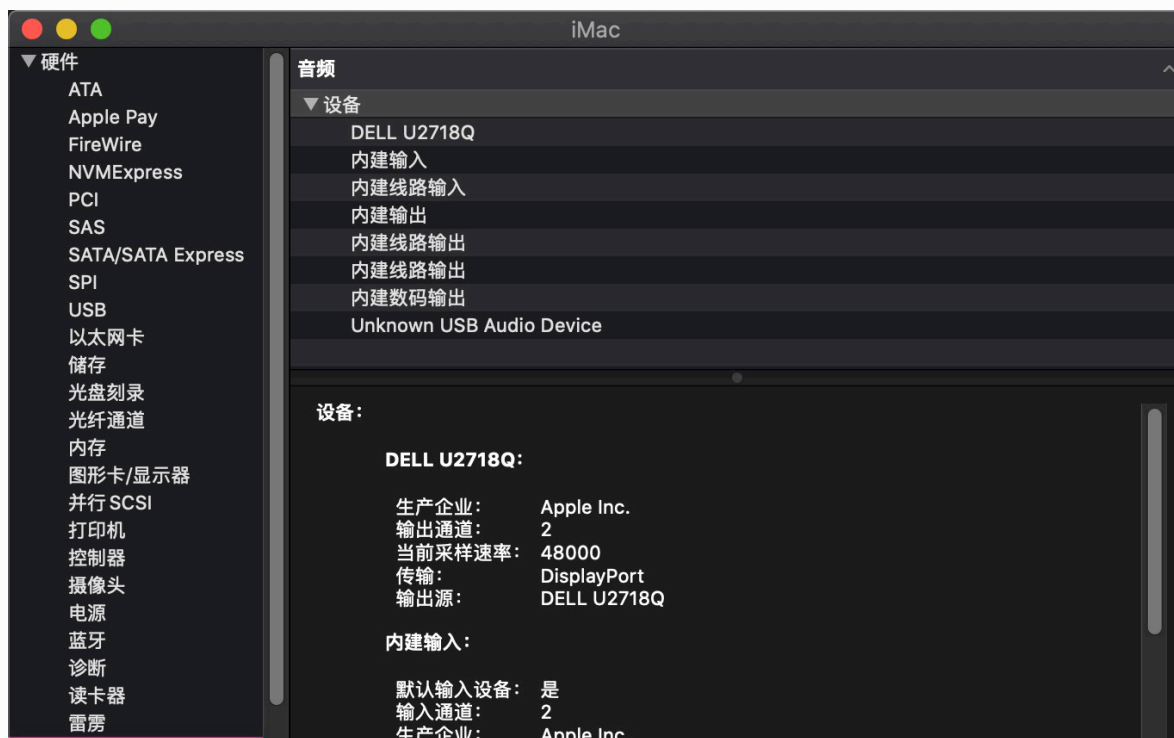 iMac
硬件
ATA
Apple Pay
FireWire
NVMExpress
PCI
SAS
SATA/SATA Express
SPI
USB
以太网卡
储存
光盘刻录
光纤通道
内存
图形卡/显示器
并行 SCSI
打印机
控制器
摄像头
电源
蓝牙
诊断
读卡器
雷雳
音频
设备
DELL U2718Q
内建输入
内建线路输入
内建输出
内建线路输出
内建线路输出
内建数码输出
Unknown USB Audio Device
设备：
DELL U2718Q：
生产企业： Apple Inc.
输出通道： 2
当前采样速率： 48000
传输： DisplayPort
输出源： DELL U2718Q
内建输入：
默认输入设备： 是
输入通道： 2
生产企业： Apple Inc.